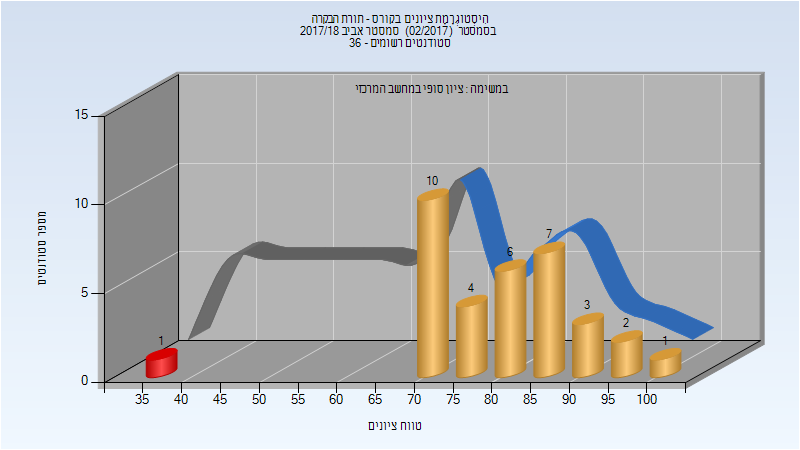 היסטוגרמת ציונים בקורס - תורת הבקרה
בסמסטר (02/2017) סמסטר אביב 2017/18
סטודנטים רשומים - 36
במשימה : ציון סופי במחשב המרכזי
מספר סטודנטים
15
10
5
0
1
10
4
6
7
3
2
1
35 40 45 50 55 60 65 70 75 80 85 90 95 100
טווח ציונים